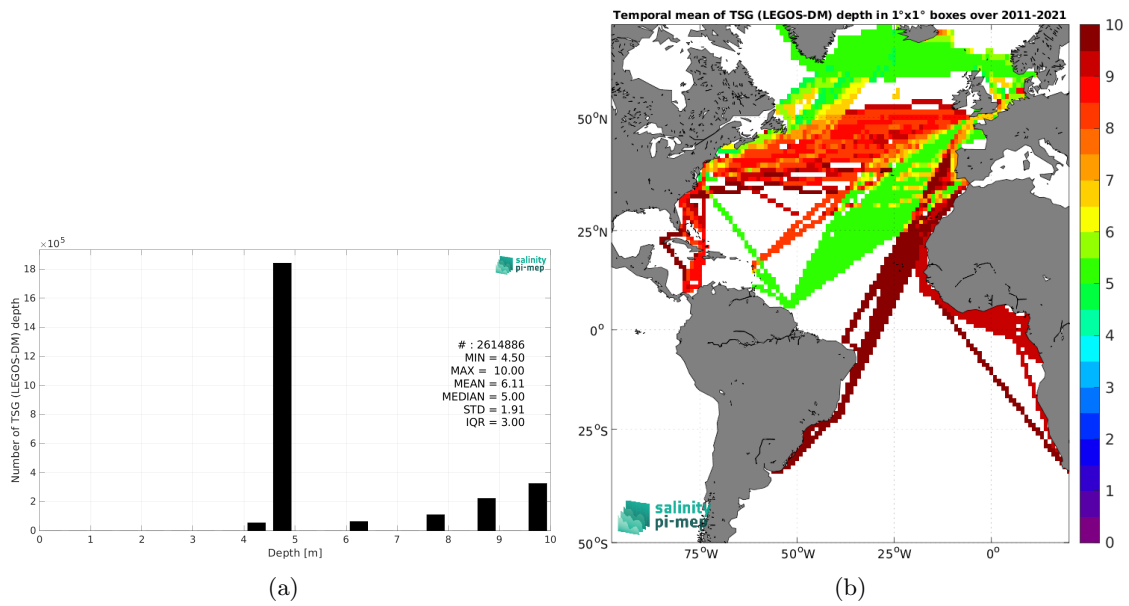 Temporal mean of TSG (LEGOS-DM) depth in 1°x1° boxes over 2011-2021
×10⁵
18
16
14
12
10
8
6
4
2
0
Number of TSG (LEGOS-DM) depth
salinity
pi-mep
# : 2614886
MIN = 4.50
MAX = 10.00
MEAN = 6.11
MEDIAN = 5.00
STD = 1.91
IQR = 3.00
0 1 2 3 4 5 6 7 8 9 10
Depth [m]
(a)
50°N
25°N
0°
25°S
50°S
salinity
pi-mep
75°W 50°W 25°W 0°
10
9
8
7
6
5
4
3
2
1
0
(b)